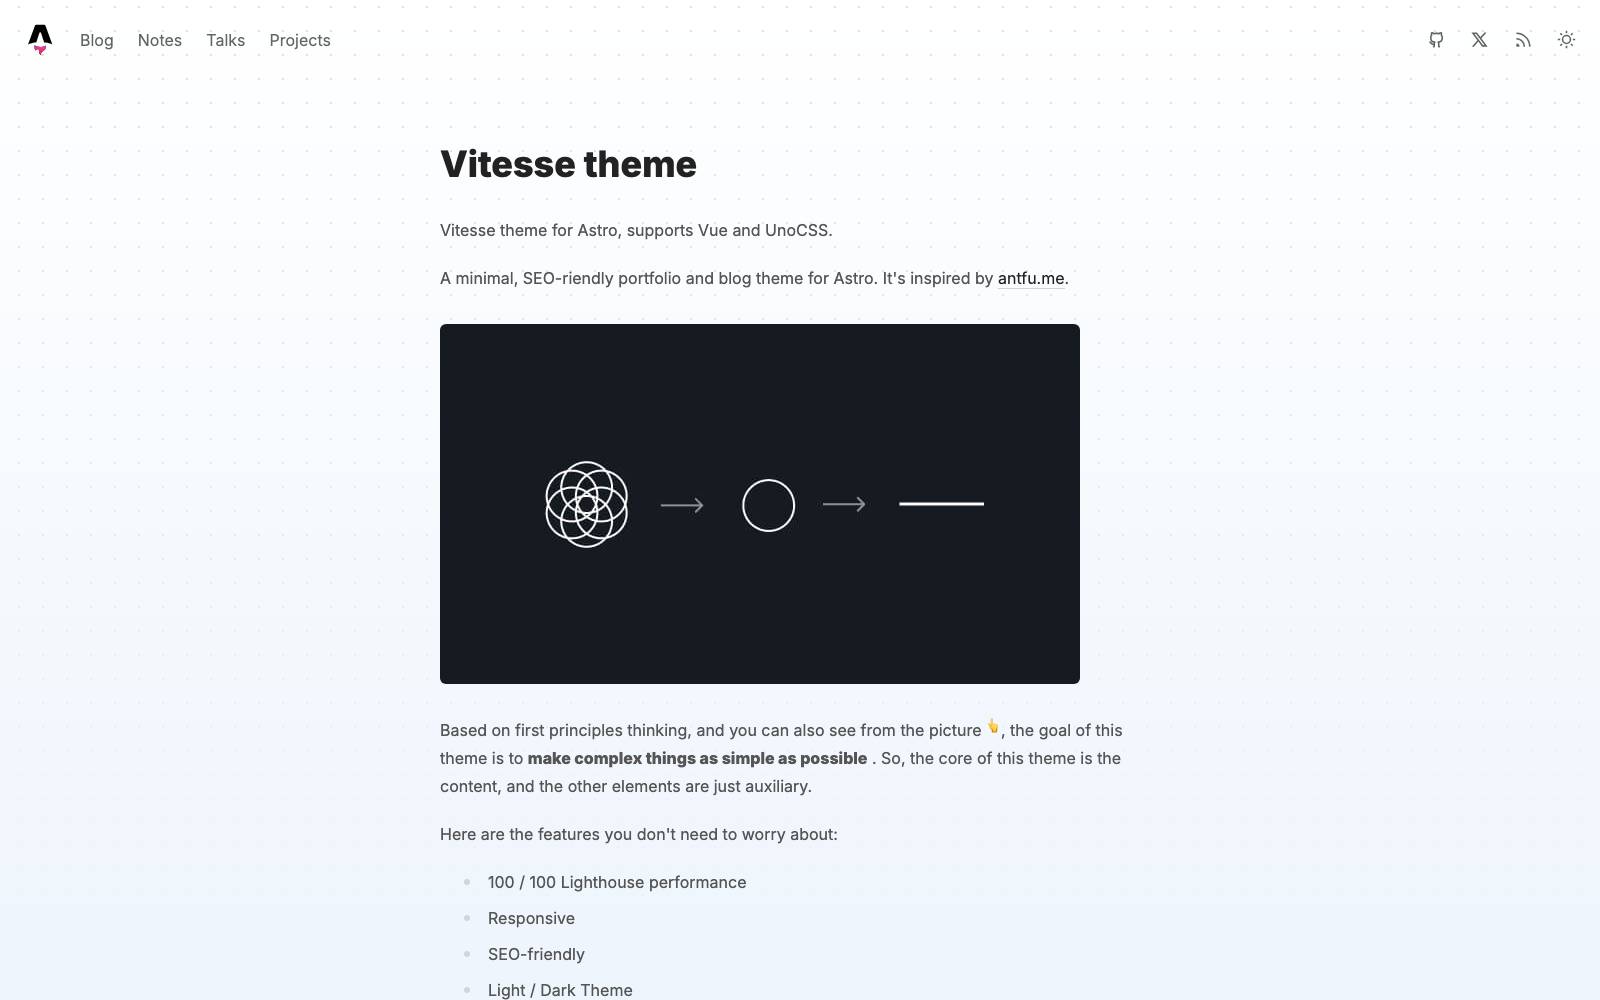 Blog Notes Talks Projects
Vitesse theme
Vitesse theme for Astro, supports Vue and UnoCSS.
A minimal, SEO-riendly portfolio and blog theme for Astro. It's inspired by antfu.me.
Based on first principles thinking, and you can also see from the picture 👆, the goal of this
theme is to make complex things as simple as possible . So, the core of this theme is the
content, and the other elements are just auxiliary.
Here are the features you don't need to worry about:
100 / 100 Lighthouse performance
Responsive
SEO-friendly
Light / Dark Theme